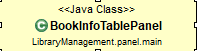 <<Java Class>>
BookInfoTablePanel
LibraryManagement.panel.main